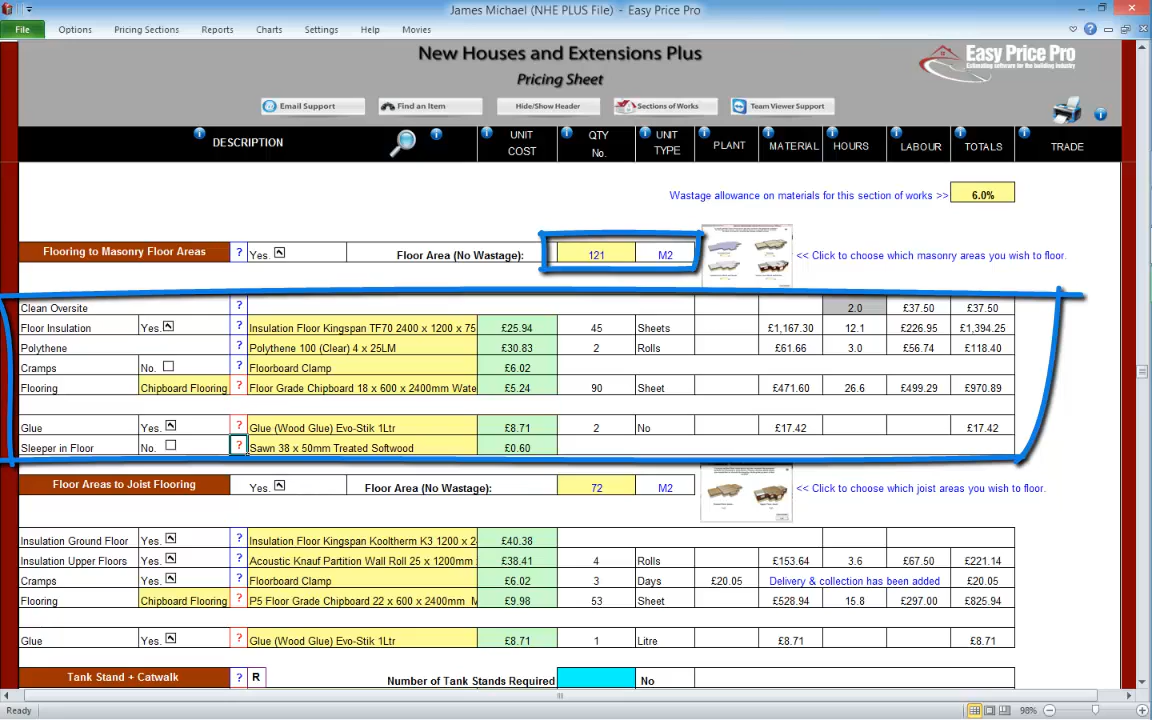 James Michael (NHE PLUS File) - Easy Price Pro
File Options Pricing Sections Reports Charts Settings Help Movies
New Houses and Extensions Plus
Pricing Sheet
Easy Price Pro
Estimating software for the building industry
Email Support Find an Item Hide/Show Header Sections of Works Team Viewer Support
DESCRIPTION UNIT COST QTY No. UNIT TYPE PLANT MATERIAL HOURS LABOUR TOTALS TRADE
Wastage allowance on materials for this section of works >> 6.0%
Flooring to Masonry Floor Areas ? Yes. Floor Area (No Wastage): 121 M2 << Click to choose which masonry areas you wish to floor.
Clean Oversite ? 2.0 £37.50 £37.50
Floor Insulation Yes. ? Insulation Floor Kingspan TF70 2400 x 1200 x 75 £25.94 45 Sheets £1,167.30 12.1 £226.95 £1,394.25
Polythene ? Polythene 100 (Clear) 4 x 25LM £30.83 2 Rolls £61.66 3.0 £56.74 £118.40
Cramps No. ? Floorboard Clamp £6.02
Flooring Chipboard Flooring ? Floor Grade Chipboard 18 x 600 x 2400mm Wate £5.24 90 Sheet £471.60 26.6 £499.29 £970.89
Glue Yes. ? Glue (Wood Glue) Evo-Stik 1Ltr £8.71 2 No £17.42 £17.42
Sleeper in Floor No. ? Sawn 38 x 50mm Treated Softwood £0.60
Floor Areas to Joist Flooring Yes. Floor Area (No Wastage): 72 M2 << Click to choose which joist areas you wish to floor.
Insulation Ground Floor Yes. ? Insulation Floor Kingspan Kooltherm K3 1200 x 2 £40.38
Insulation Upper Floors Yes. ? Acoustic Knauf Partition Wall Roll 25 x 1200mm £38.41 4 Rolls £153.64 3.6 £67.50 £221.14
Cramps Yes. ? Floorboard Clamp £6.02 3 Days £20.05 Delivery & collection has been added £20.05
Flooring Chipboard Flooring ? P5 Floor Grade Chipboard 22 x 600 x 2400mm M £9.98 53 Sheet £528.94 15.8 £297.00 £825.94
Glue Yes. ? Glue (Wood Glue) Evo-Stik 1Ltr £8.71 1 Litre £8.71 £8.71
Tank Stand + Catwalk ? R Number of Tank Stands Required No
Ready 98%